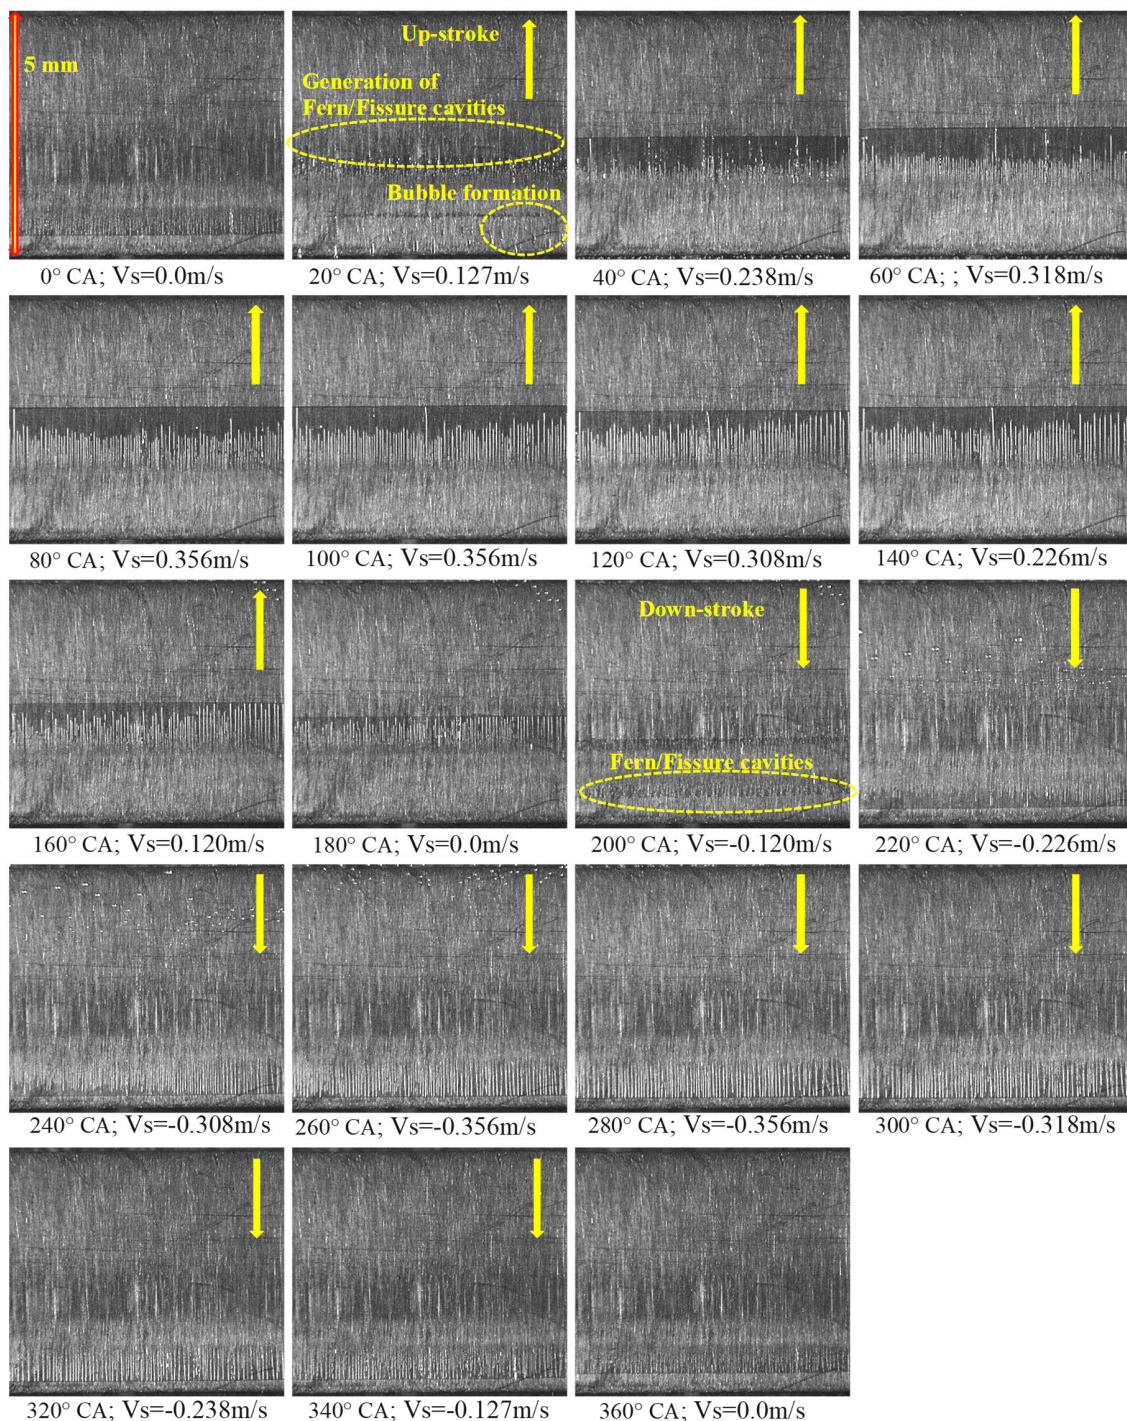 5 mm
Up-stroke
Generation of
Fern/Fissure cavities
Bubble formation
0° CA; Vs=0.0m/s
20° CA; Vs=0.127m/s
40° CA; Vs=0.238m/s
60° CA; ; Vs=0.318m/s
80° CA; Vs=0.356m/s
100° CA; Vs=0.356m/s
120° CA; Vs=0.308m/s
140° CA; Vs=0.226m/s
Down-stroke
Fern/Fissure cavities
160° CA; Vs=0.120m/s
180° CA; Vs=0.0m/s
200° CA; Vs=-0.120m/s
220° CA; Vs=-0.226m/s
240° CA; Vs=-0.308m/s
260° CA; Vs=-0.356m/s
280° CA; Vs=-0.356m/s
300° CA; Vs=-0.318m/s
320° CA; Vs=-0.238m/s
340° CA; Vs=-0.127m/s
360° CA; Vs=0.0m/s